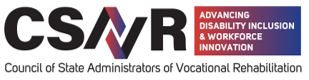 CSAVR
ADVANCING
DISABILITY INCLUSION
& WORKFORCE
INNOVATION
Council of State Administrators of Vocational Rehabilitation